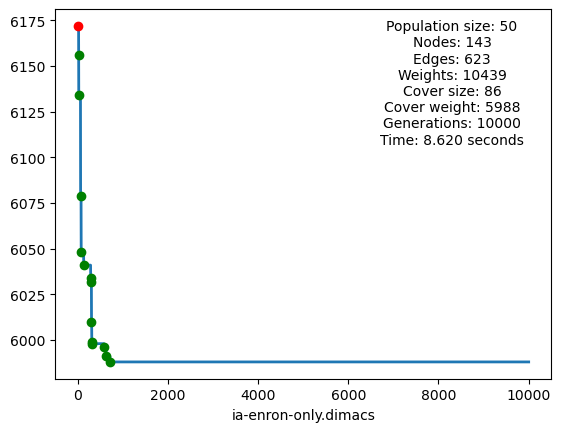 6175
6150
6125
6100
6075
6050
6025
6000
Population size: 50
Nodes: 143
Edges: 623
Weights: 10439
Cover size: 86
Cover weight: 5988
Generations: 10000
Time: 8.620 seconds
0
2000
4000
6000
8000
10000
ia-enron-only.dimacs